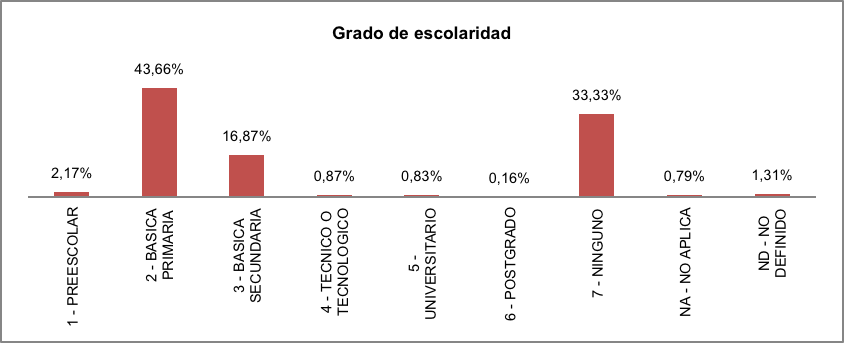 Grado de escolaridad
43,66%
33,33%
16,87%
2,17%
0,87%
0,83%
0,16%
0,79%
1,31%
1 - PREESCOLAR
2 - BASICA
PRIMARIA
3 - BASICA
SECUNDARIA
4 - TECNICO O
TECNOLOGICO
5 -
UNIVERSITARIO
6 - POSTGRADO
7 - NINGUNO
NA - NO APLICA
ND - NO
DEFINIDO